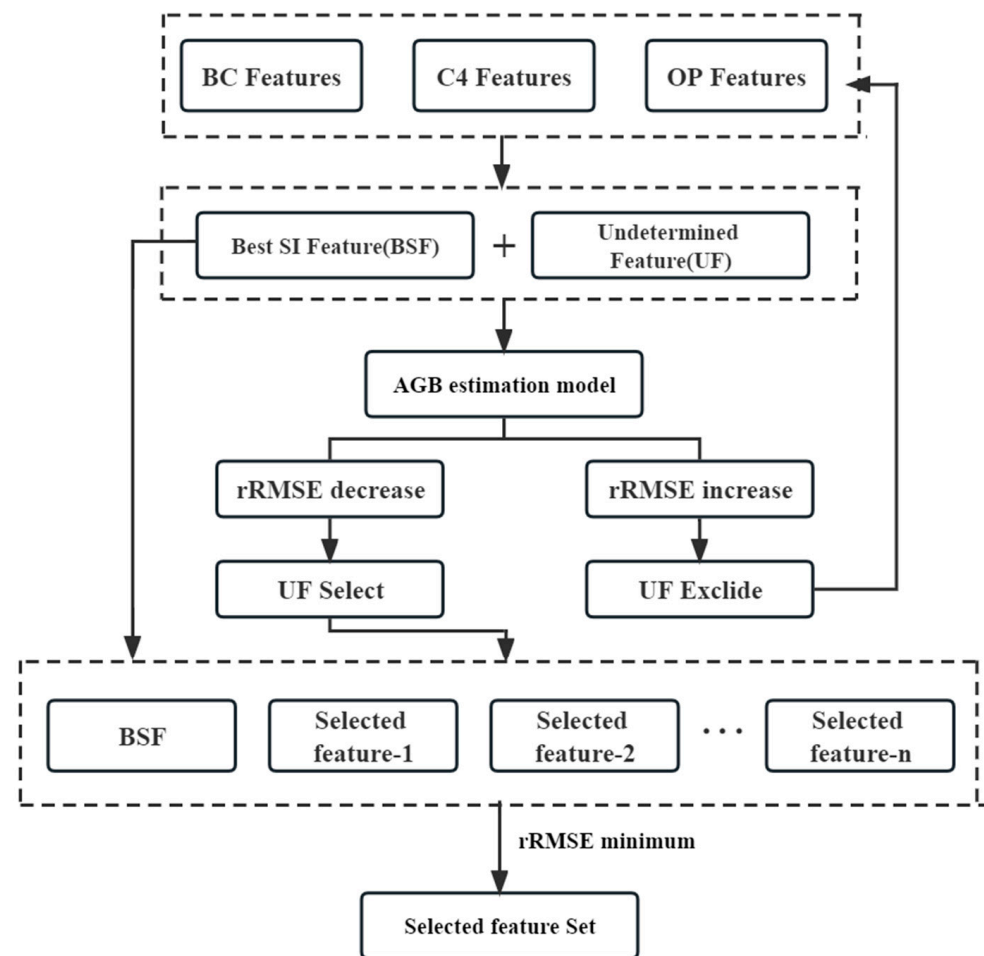 BC Features
C4 Features
OP Features
Best SI Feature(BSF)
+
Undetermined
Feature(UF)
AGB estimation model
rRMSE decrease
rRMSE increase
UF Select
UF Exclide
BSF
Selected
feature-1
Selected
feature-2
...
Selected
feature-n
rRMSE minimum
Selected feature Set